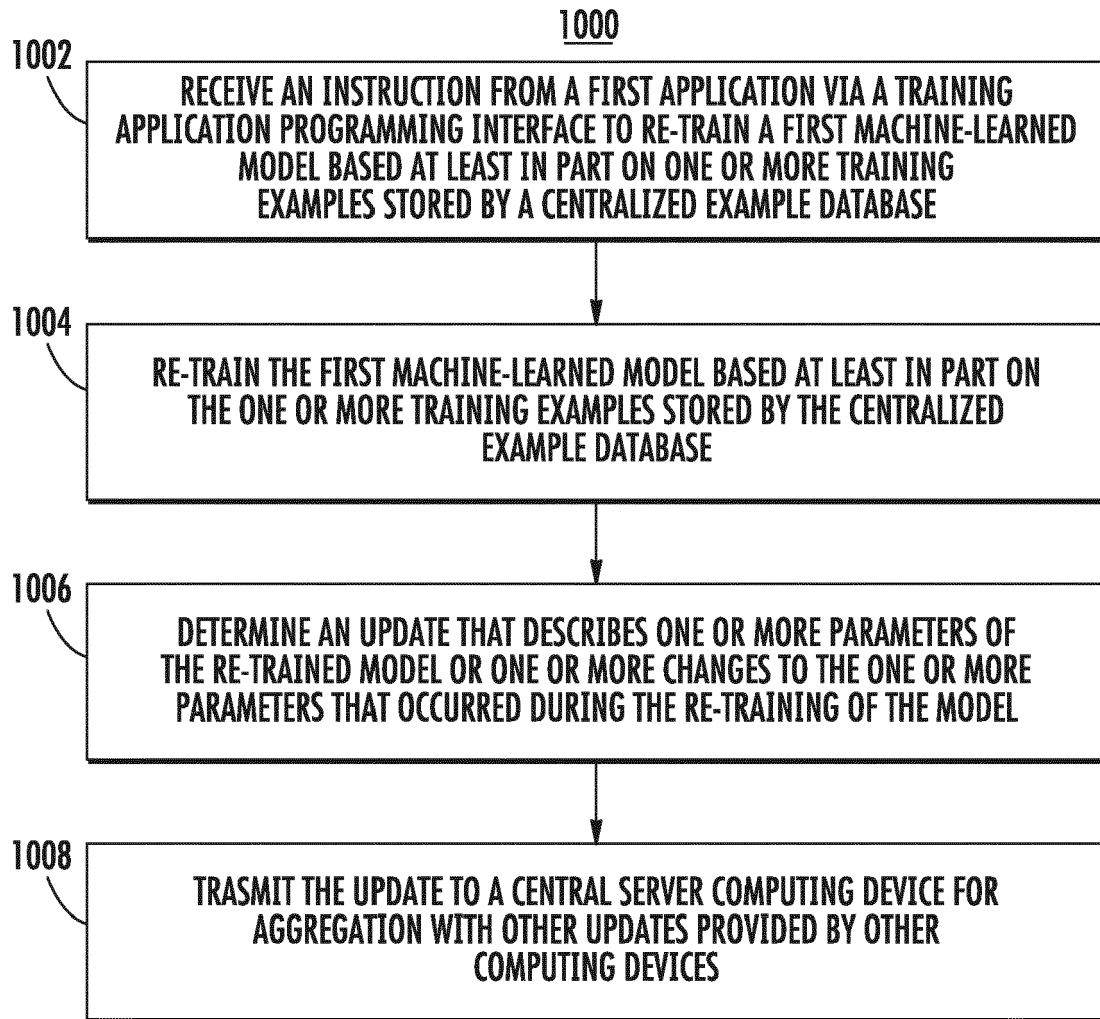 1000
1002
RECEIVE AN INSTRUCTION FROM A FIRST APPLICATION VIA A TRAINING
APPLICATION PROGRAMMING INTERFACE TO RE-TRAIN A FIRST MACHINE-LEARNED
MODEL BASED AT LEAST IN PART ON ONE OR MORE TRAINING
EXAMPLES STORED BY A CENTRALIZED EXAMPLE DATABASE
1004
RE-TRAIN THE FIRST MACHINE-LEARNED MODEL BASED AT LEAST IN PART ON
THE ONE OR MORE TRAINING EXAMPLES STORED BY THE CENTRALIZED
EXAMPLE DATABASE
1006
DETERMINE AN UPDATE THAT DESCRIBES ONE OR MORE PARAMETERS OF
THE RE-TRAINED MODEL OR ONE OR MORE CHANGES TO THE ONE OR MORE
PARAMETERS THAT OCCURRED DURING THE RE-TRAINING OF THE MODEL
1008
TRASMIT THE UPDATE TO A CENTRAL SERVER COMPUTING DEVICE FOR
AGGREGATION WITH OTHER UPDATES PROVIDED BY OTHER
COMPUTING DEVICES